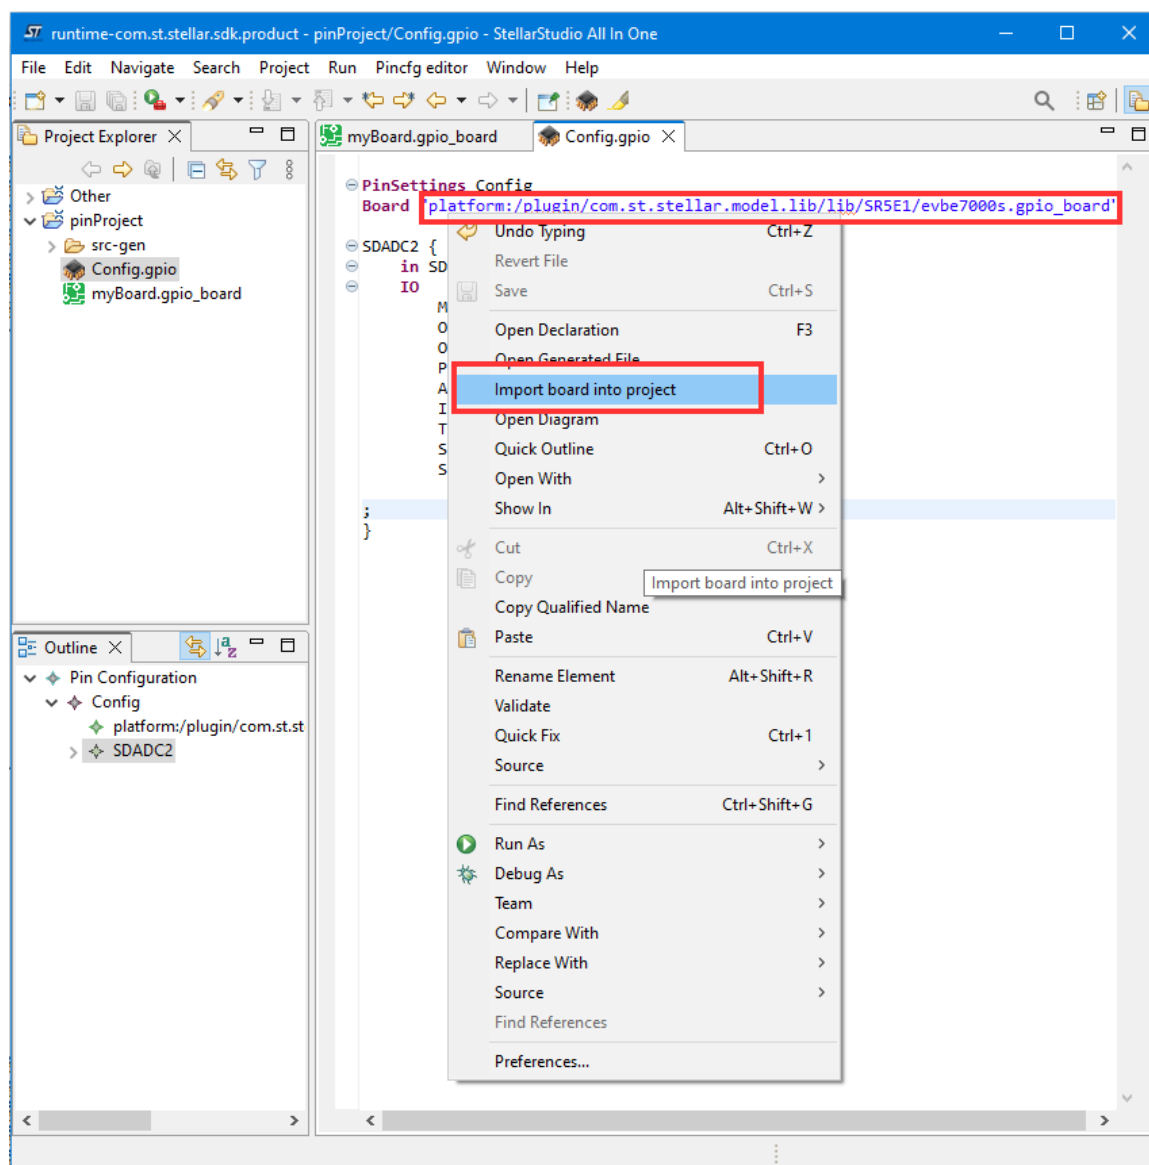 runtime-com.st.stellar.sdk.product - pinProject/Config.gpio - StellarStudio All In One
File Edit Navigate Search Project Run Pincfg editor Window Help
Project Explorer
Other
pinProject
src-gen
Config.gpio
myBoard.gpio_board
myBoard.gpio_board
Config.gpio
PinSettings Config
Board 'platform:/plugin/com.st.stellar.model.lib/lib/SR5E1/evbe7000s.gpio_board'
SDADC2 {
in SD
IO
M
O
O
P
A
I
T
S
S
;
}
Undo Typing Ctrl+Z
Revert File
Save Ctrl+S
Open Declaration F3
Open Generated File
Import board into project
Open Diagram
Quick Outline Ctrl+O
Open With
Show In Alt+Shift+W
Cut Ctrl+X
Copy
Import board into project
Copy Qualified Name
Paste Ctrl+V
Rename Element Alt+Shift+R
Validate
Quick Fix Ctrl+1
Source
Find References Ctrl+Shift+G
Run As
Debug As
Team
Compare With
Replace With
Source
Find References
Preferences...
Outline
Pin Configuration
Config
platform:/plugin/com.st.st
SDADC2